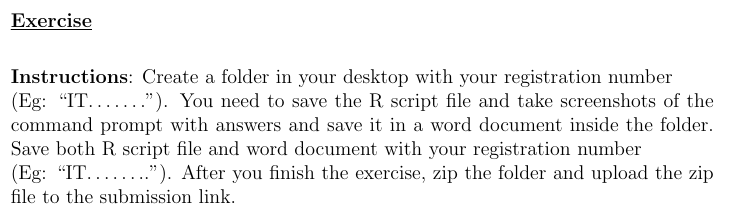 Exercise
Instructions: Create a folder in your desktop with your registration number
(Eg: “IT.......”). You need to save the R script file and take screenshots of the
command prompt with answers and save it in a word document inside the folder.
Save both R script file and word document with your registration number
(Eg: “IT........”). After you finish the exercise, zip the folder and upload the zip
file to the submission link.